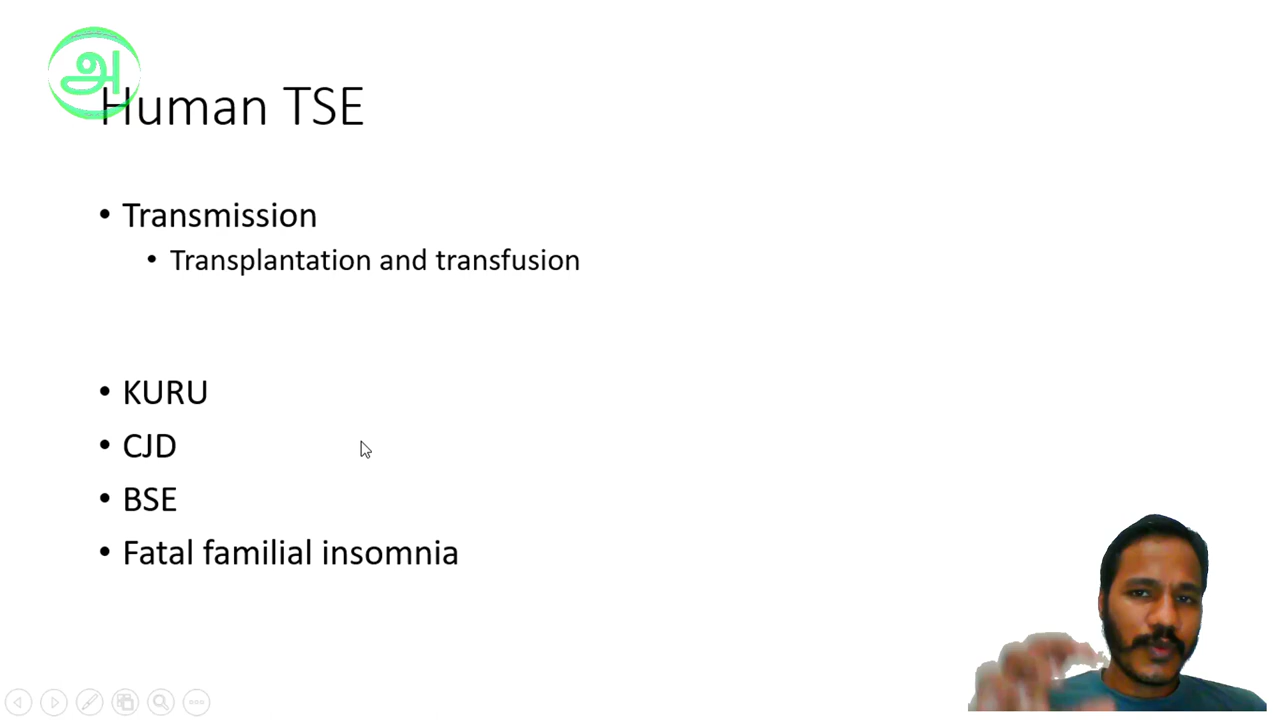 அ
Human TSE
• Transmission
• Transplantation and transfusion
• KURU
• CJD
• BSE
• Fatal familial insomnia